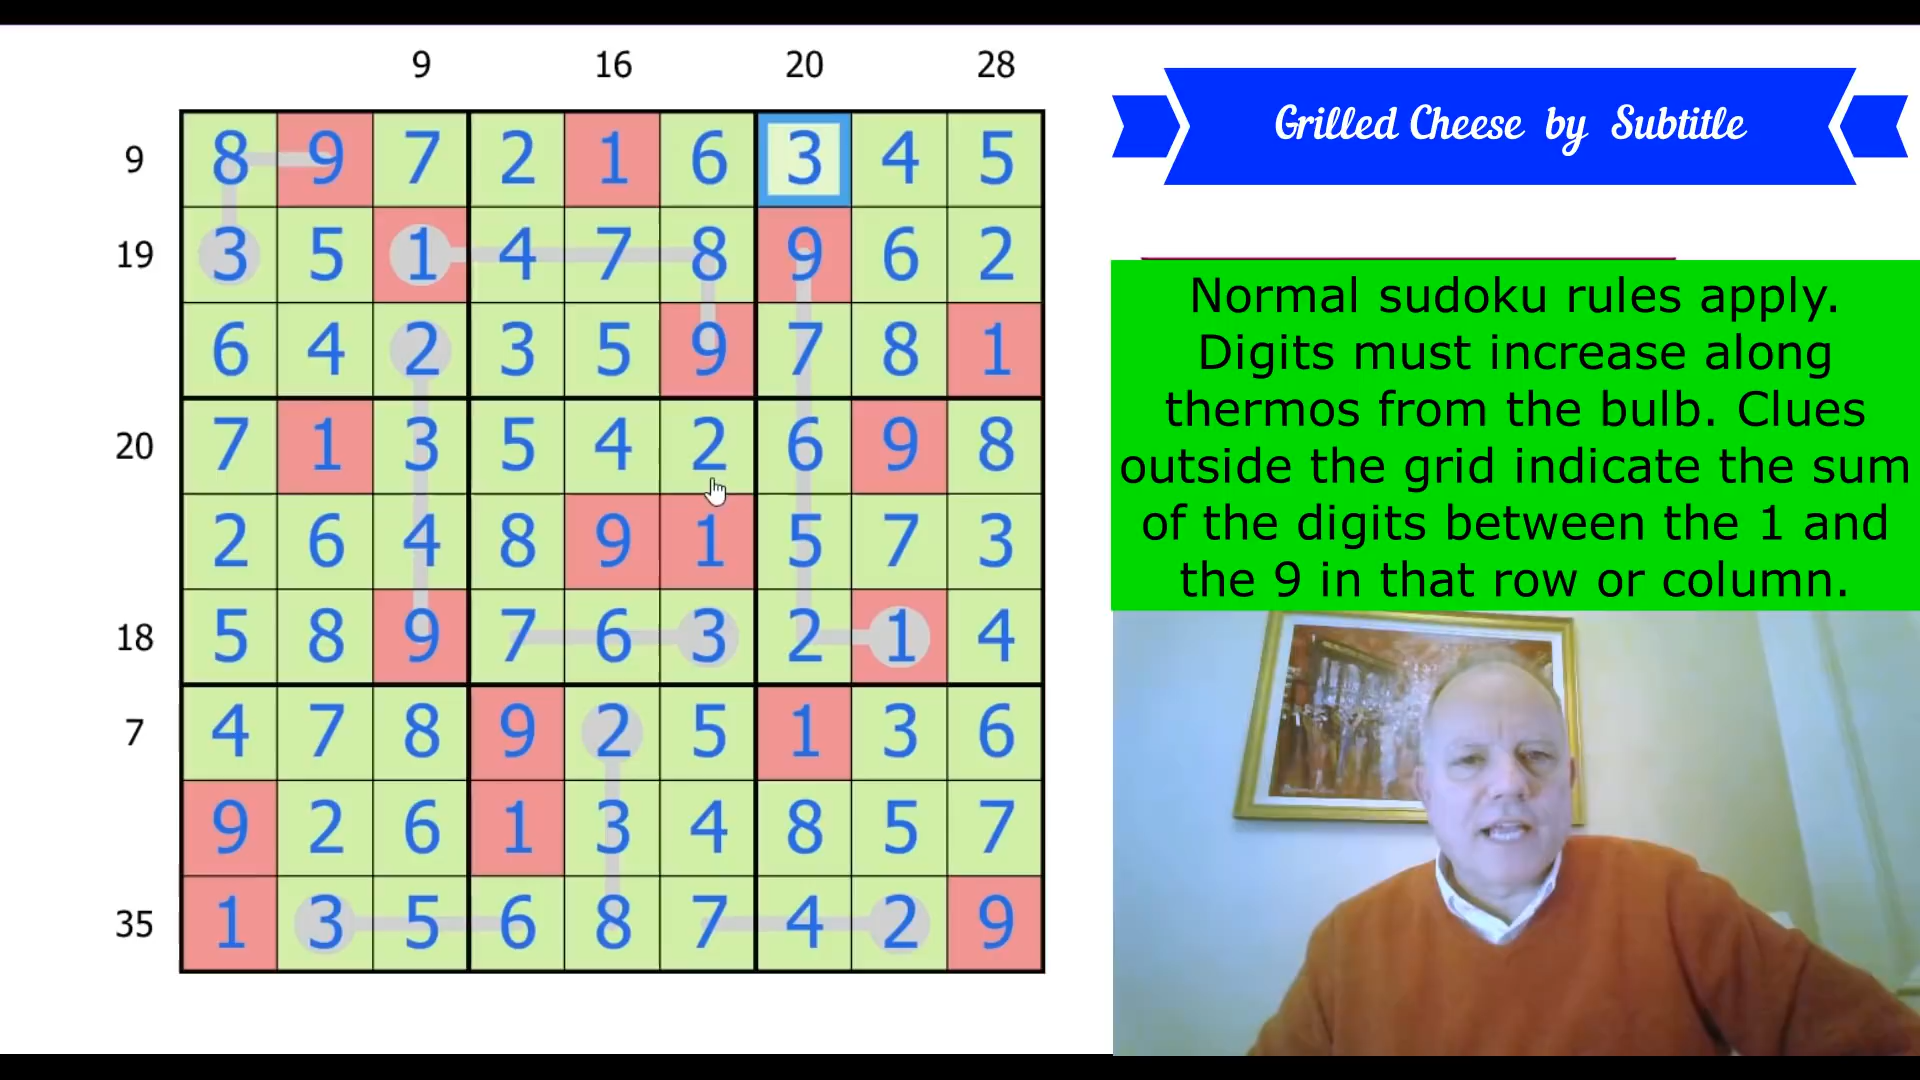 9 16 20 28
9 8 9 7 2 1 6 3 4 5
19 3 5 1 4 7 8 9 6 2
6 4 2 3 5 9 7 8 1
20 7 1 3 5 4 2 6 9 8
2 6 4 8 9 1 5 7 3
18 5 8 9 7 6 3 2 1 4
7 4 7 8 9 2 5 1 3 6
9 2 6 1 3 4 8 5 7
35 1 3 5 6 8 7 4 2 9
Grilled Cheese by Subtitle
Normal sudoku rules apply.
Digits must increase along
thermos from the bulb. Clues
outside the grid indicate the sum
of the digits between the 1 and
the 9 in that row or column.